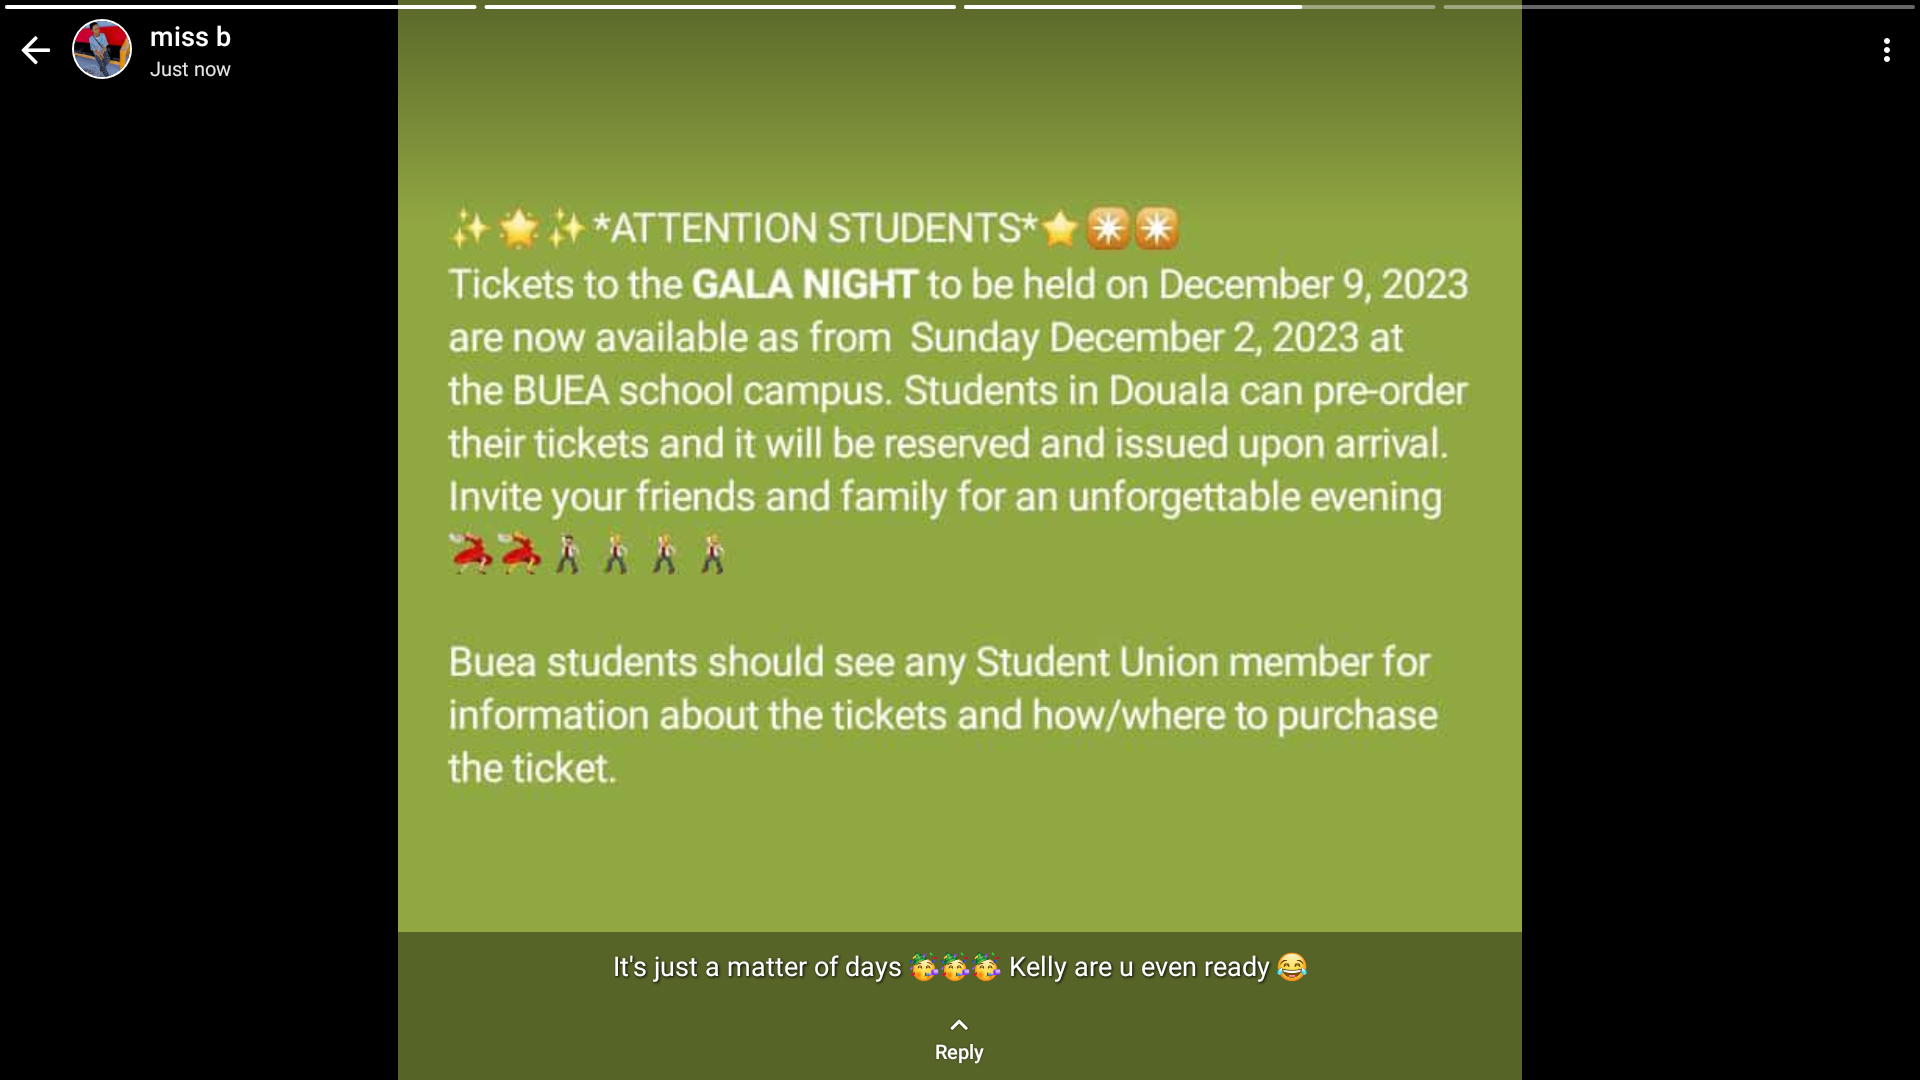 miss b
Just now
✨🌟✨*ATTENTION STUDENTS*⭐✴️✴️
Tickets to the GALA NIGHT to be held on December 9, 2023
are now available as from  Sunday December 2, 2023 at
the BUEA school campus. Students in Douala can pre-order
their tickets and it will be reserved and issued upon arrival.
Invite your friends and family for an unforgettable evening
💃💃🕺🕺🕺🕺
Buea students should see any Student Union member for
information about the tickets and how/where to purchase
the ticket.
It's just a matter of days 🥳🥳🥳 Kelly are u even ready 😂
Reply